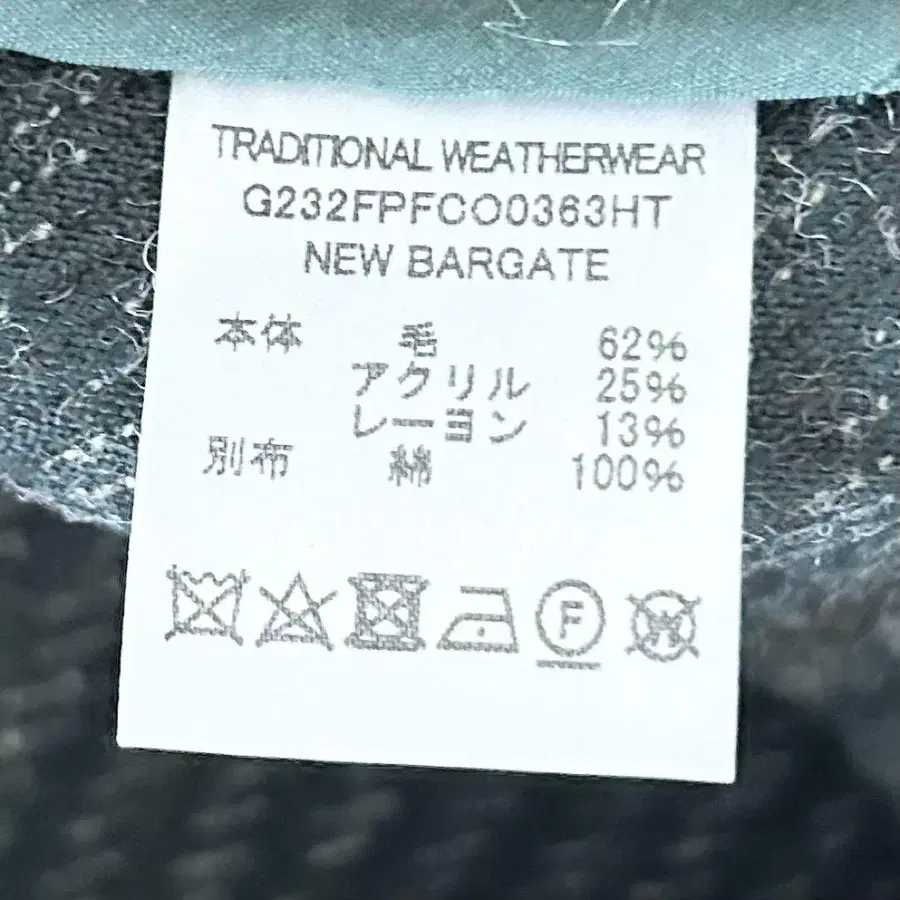 TRADITIONAL WEATHERWEAR
G232FPFCO0363HT
NEW BARGATE
本体 毛 62%
アクリル 25%
レーヨン 13%
別布 綿 100%
F
W